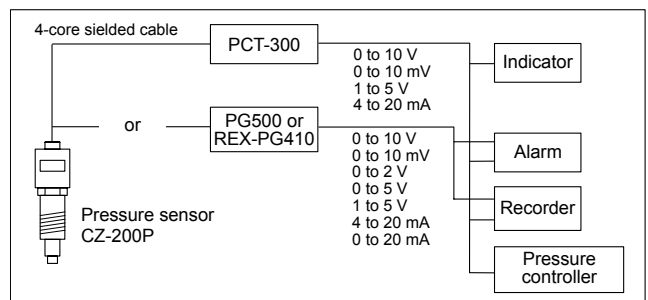 4-core sielded cable
PCT-300
0 to 10 V
0 to 10 mV
1 to 5 V
4 to 20 mA
Indicator
or
PG500 or
REX-PG410
0 to 10 V
0 to 10 mV
0 to 2 V
0 to 5 V
1 to 5 V
4 to 20 mA
0 to 20 mA
Alarm
Recorder
Pressure
controller
Pressure sensor
CZ-200P